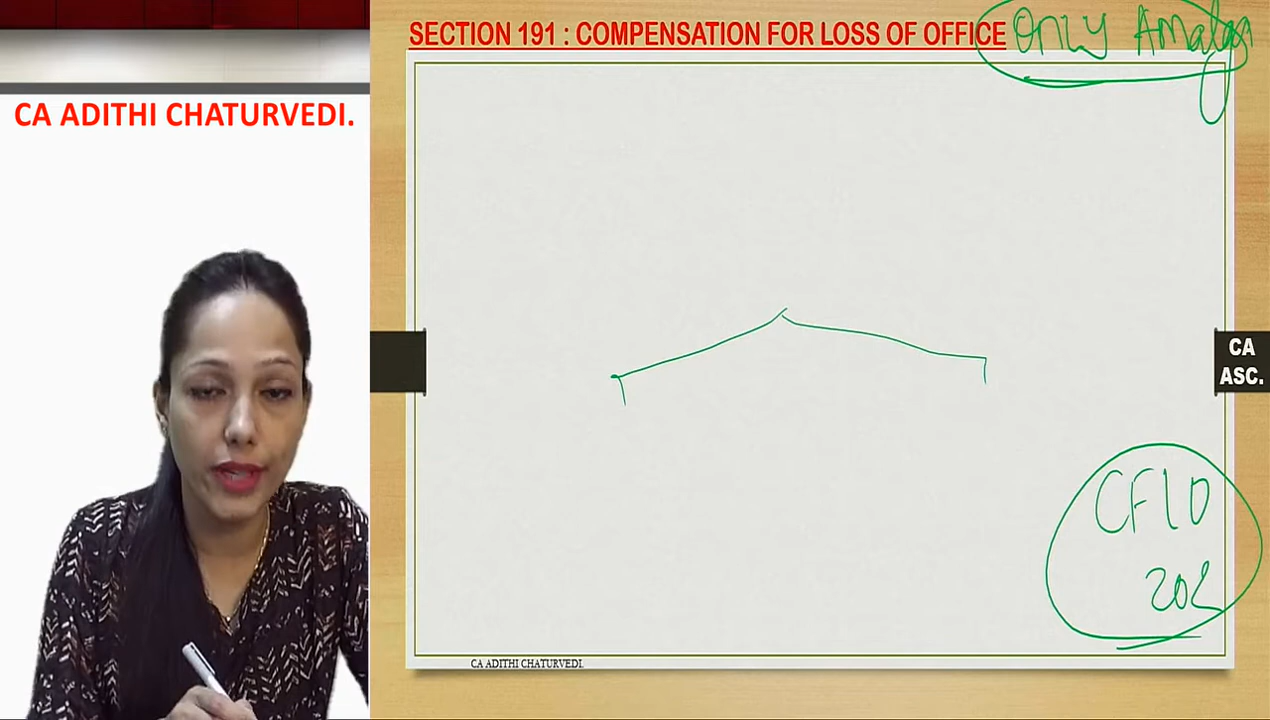 SECTION 191 : COMPENSATION FOR LOSS OF OFFICE
Only Amalga
CA ADITHI CHATURVEDI.
CA
ASC.
CFLO
202
CA ADITHI CHATURVEDI.